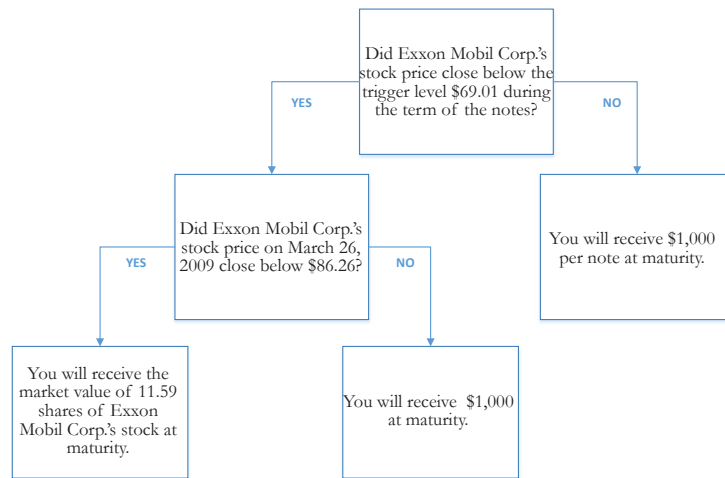 Did Exxon Mobil Corp.'s
stock price close below the
trigger level $69.01 during
the term of the notes?
YES
NO
Did Exxon Mobil Corp.'s
stock price on March 26,
2009 close below $86.26?
You will receive $1,000
per note at maturity.
YES
NO
You will receive the
market value of 11.59
shares of Exxon
Mobil Corp.'s stock at
maturity.
You will receive $1,000
at maturity.